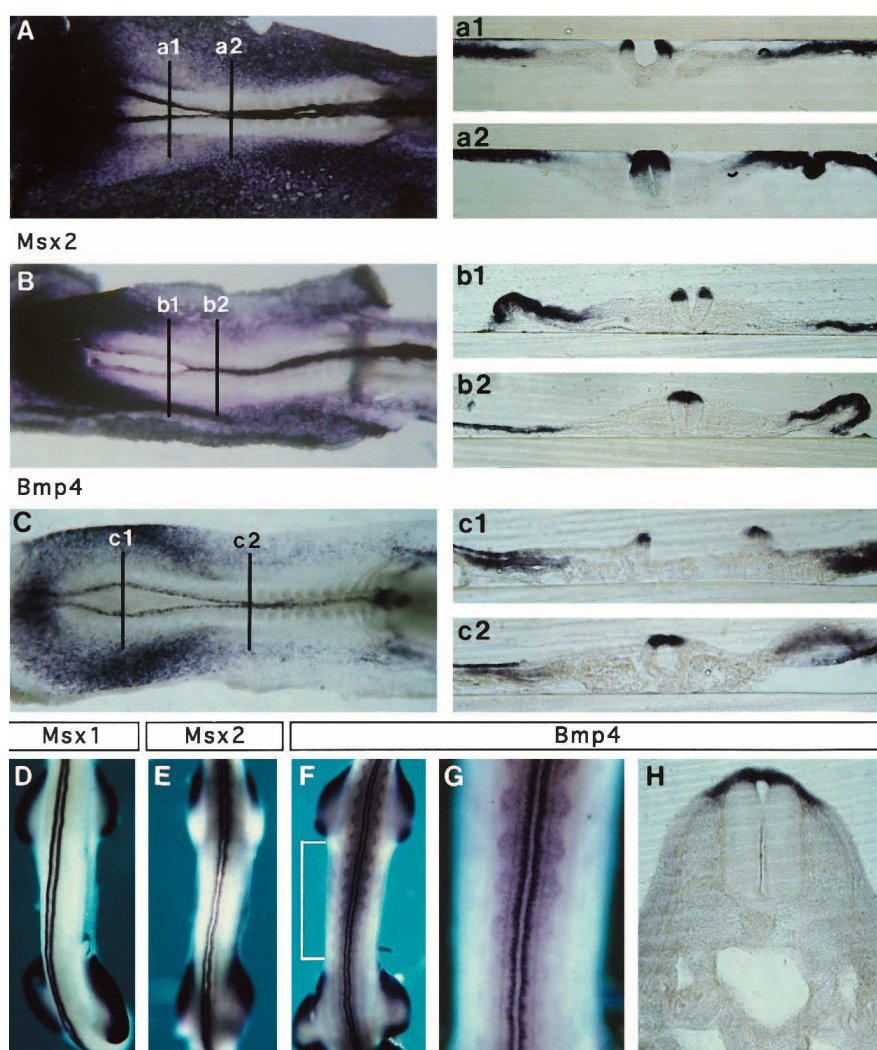 A
a1 a2
a1
a2
Msx2
B
b1 b2
b1
b2
Bmp4
C
c1 c2
c1
c2
Msx1 Msx2 Bmp4
D E F G H